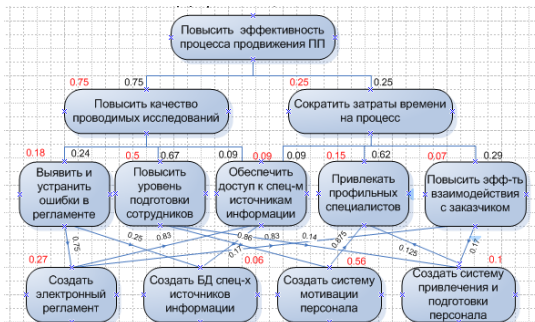 Повысить эффективность
процесса продвижения ПП
0.75 0.75 0.25 0.25
Повысить качество
проводимых исследований
Сократить затраты времени
на процесс
0.18 0.24 0.5 0.67 0.09 0.09 0.09 0.15 0.62 0.07 0.29
Выявить и
устранить
ошибки в
регламенте
Повысить
уровень
подготовки
сотрудников
Обеспечить
доступ к спец-м
источникам
информации
Привлекать
профильных
специалистов
Повысить эфф-ть
взаимодействия
с заказчиком
0.75 0.25 0.83 0.86 0.17 0.83 0.14 0.875 0.125 0.17
0.27 0.06 0.56 0.1
Создать
электронный
регламент
Создать БД спец-х
источников
информации
Создать систему
мотивации
персонала
Создать систему
привлечения и
подготовки
персонала